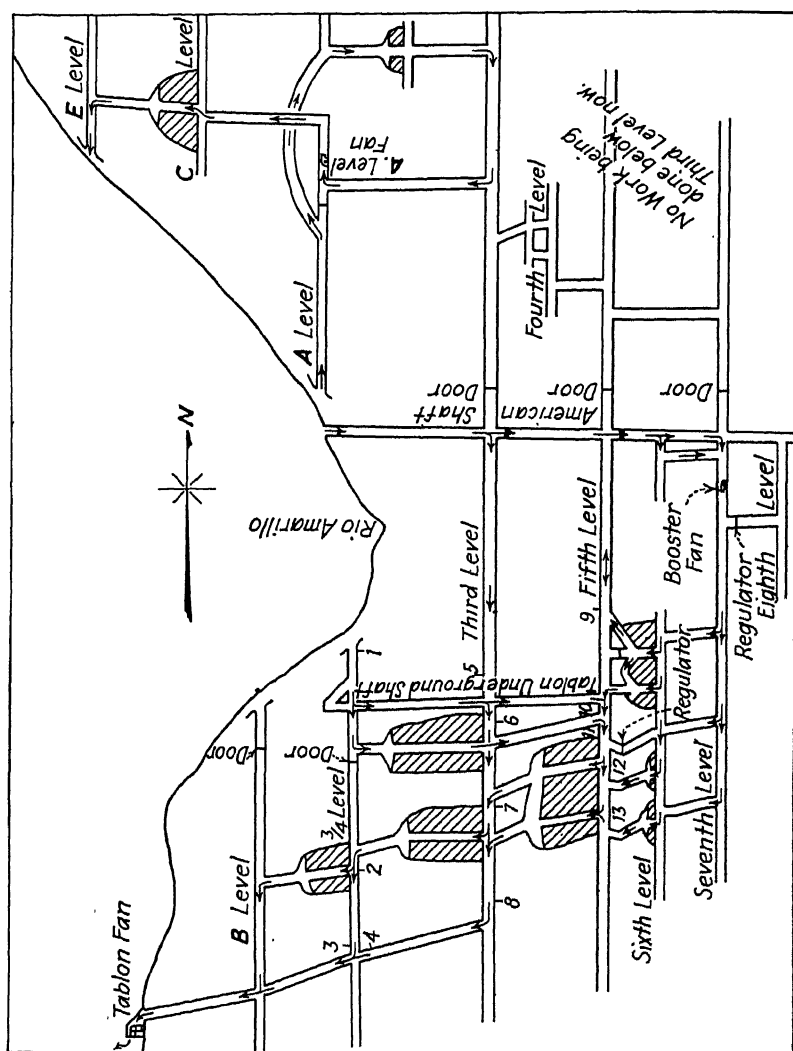 E Level
C Level
A. Level
Fan
A Level
No Work being
done below
Third Level now.
Fourth Level
Door
Door
Door
American Shaft
N
Rio Amarillo
Third Level
Fifth Level
Booster
Fan
Regulator
Eighth Level
1
5
9
Tablon Underground Shaft
Regulator
Door
Door
6
10
11
12
3/4 Level
7
13
2
B Level
8
Sixth Level
Seventh Level
3
4
Tablon Fan